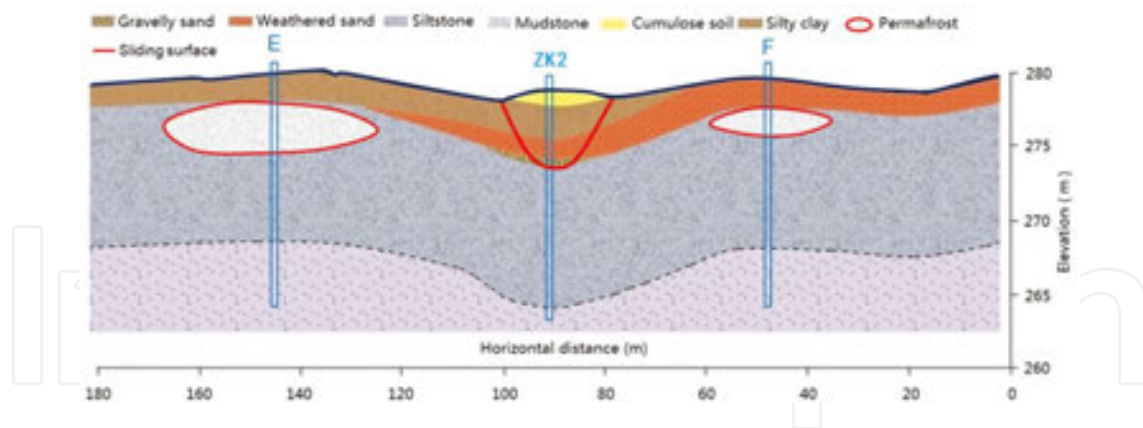 Gravelly sand Weathered sand Siltstone Mudstone Cumulose soil Silty clay Permafrost
Sliding surface
E
ZK2
F
280
275
270
265
260
Elevation ( m )
Horizontal distance (m)
180 160 140 120 100 80 60 40 20 0